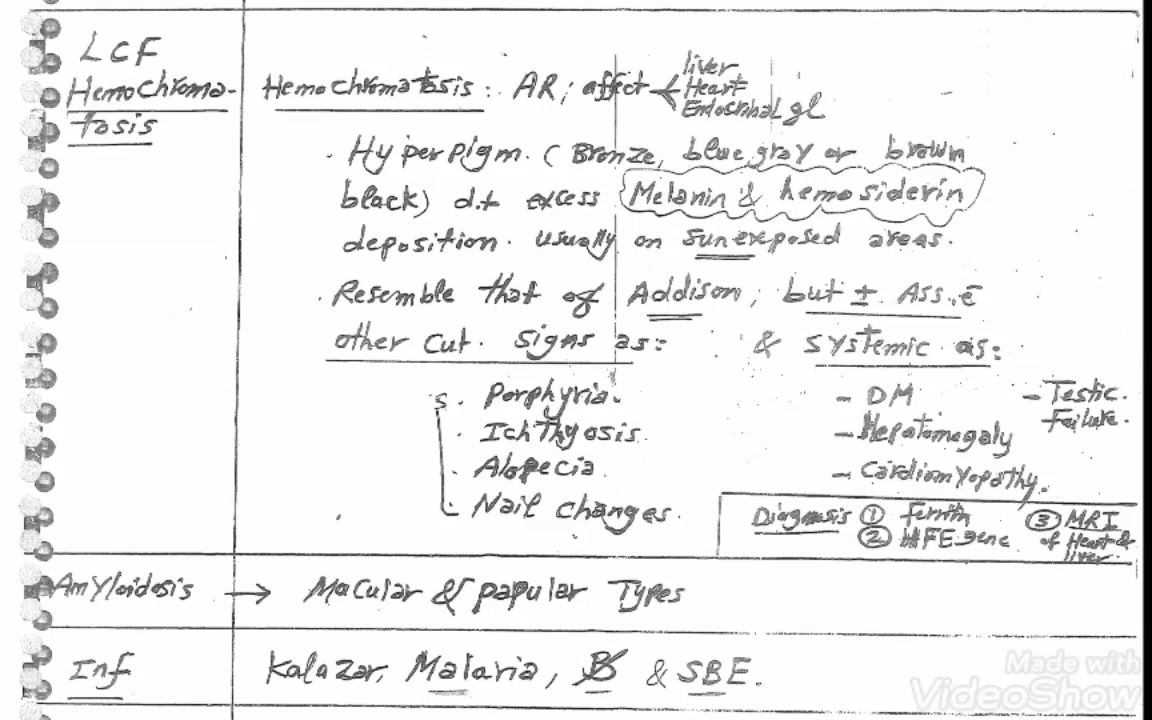 LCF
Hemochroma-
tosis
Hemochromatosis: AR; affect
liver
Heart
Endocrinal gl
. Hyperpigm. (Bronze, blue gray or brown
black) d.t excess Melanin & hemosiderin
deposition. usually on sun exposed areas.
. Resemble that of Addison; but ± Ass. c̄
other cut. signs as:
S. Porphyria.
. Ichthyosis.
. Alopecia
. Nail changes.
& systemic as:
- DM
- Hepatomegaly
- Cardiomyopathy.
- Testic.
Failure.
Diagnosis ① ferritin
② HFE gene
③ MRI
of Heart &
liver
Amyloidosis → Macular & papular Types
Inf
Kalazar, Malaria, & SBE.
Made with
VideoShow